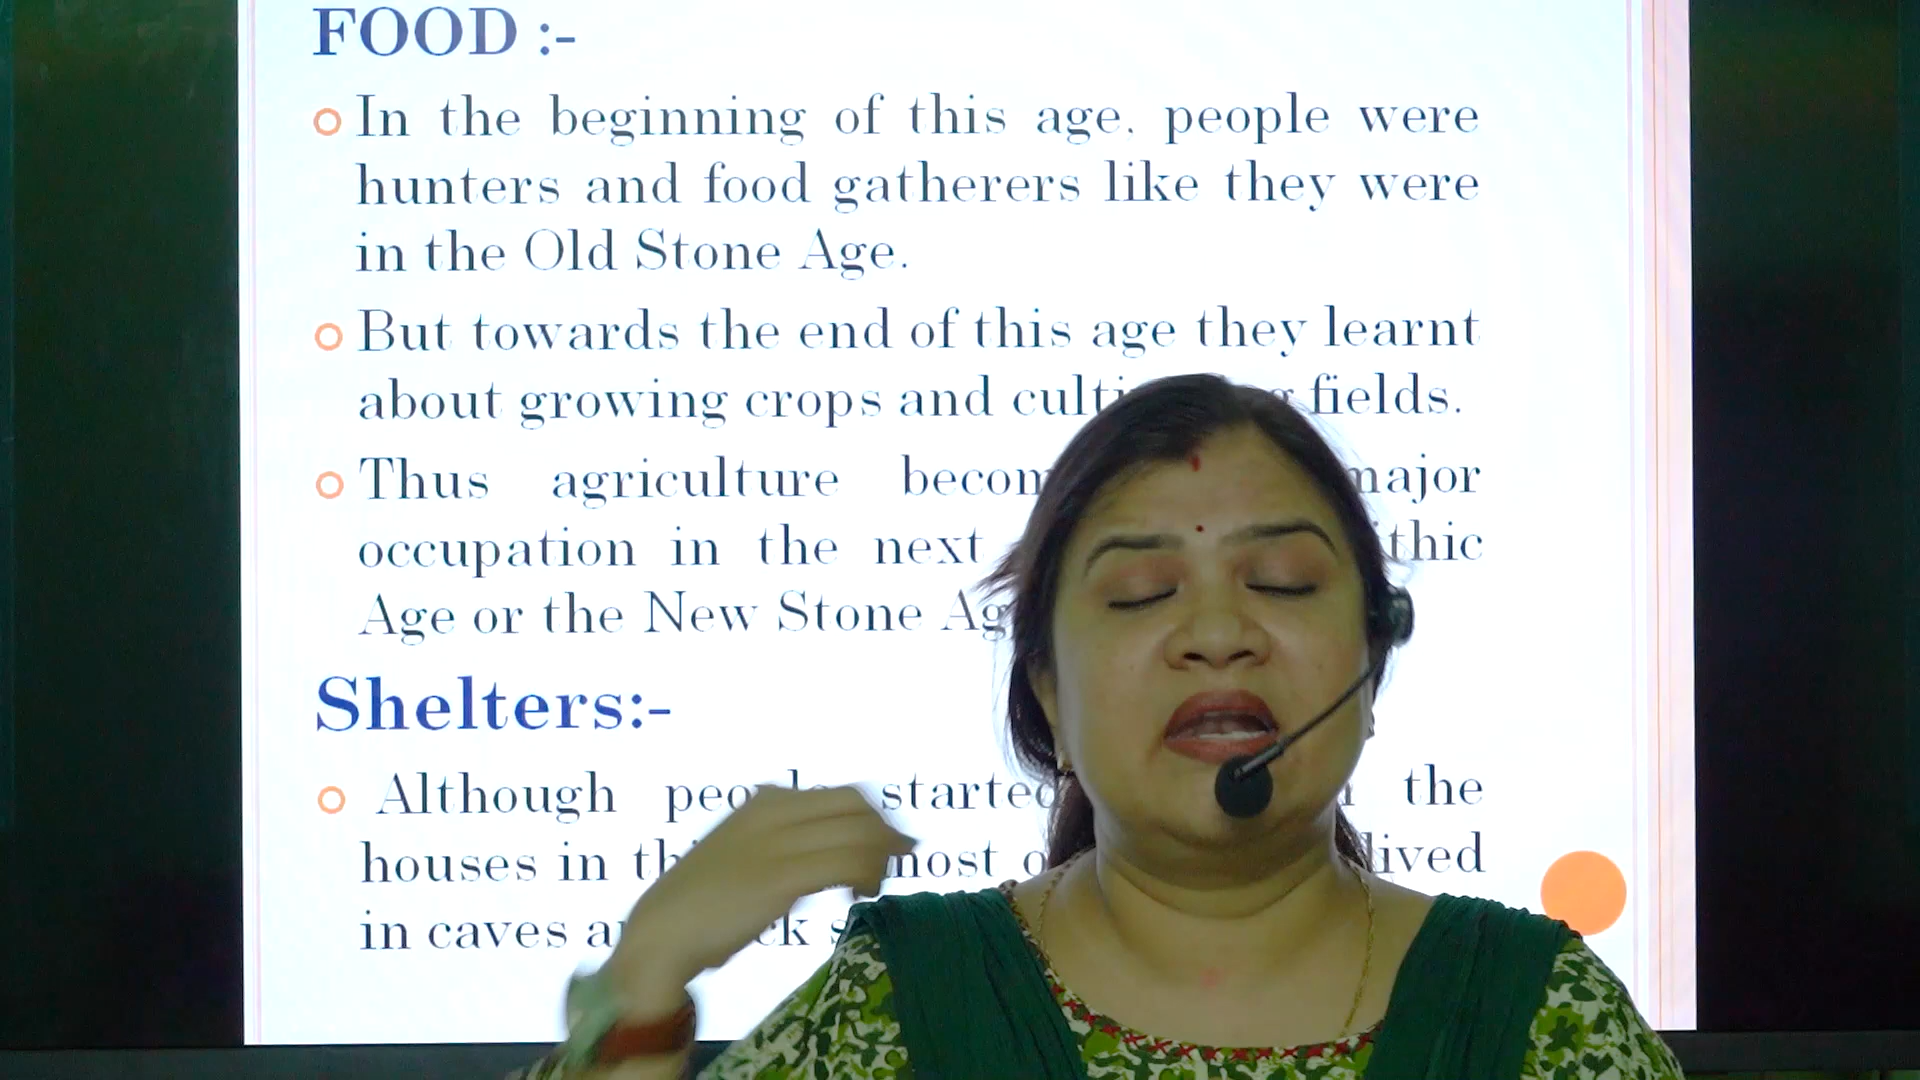 FOOD :-
In the beginning of this age. people were
hunters and food gatherers like they were
in the Old Stone Age.
But towards the end of this age they learnt
about growing crops and fields.
Thus agriculture major
occupation in the next
Age or the New Stone
Shelters:-
Although started the
houses in most lived
in caves